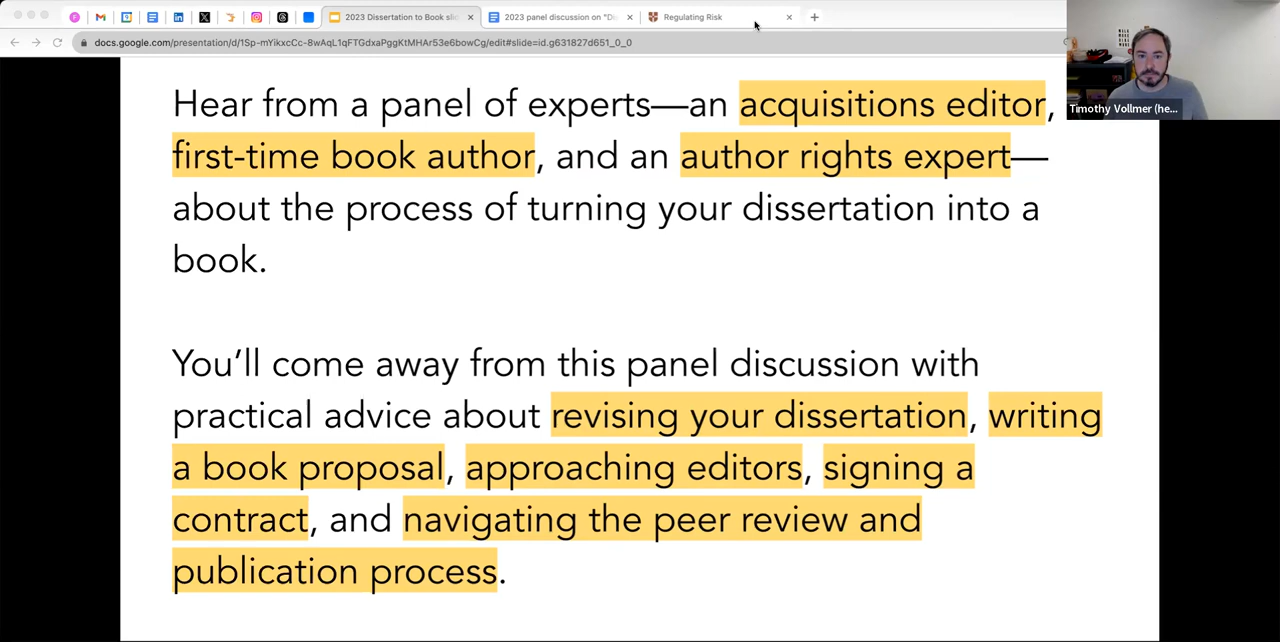 2023 Dissertation to Book slic
2023 panel discussion on "Di
Regulating Risk
docs.google.com/presentation/d/1Sp-mYikxcCc-8wAqL1qFTGdxaPggKtMHAr53e6bowCg/edit#slide=id.g631827d651_0_0
Timothy Vollmer (he...
Hear from a panel of experts—an acquisitions editor,
first-time book author, and an author rights expert—
about the process of turning your dissertation into a
book.
You'll come away from this panel discussion with
practical advice about revising your dissertation, writing
a book proposal, approaching editors, signing a
contract, and navigating the peer review and
publication process.